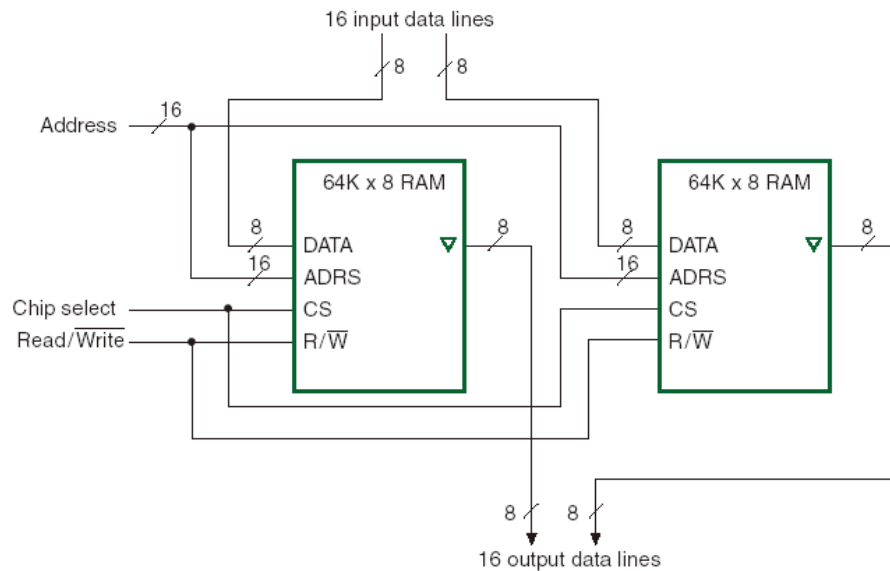 16 input data lines
8 8
16
Address
64K x 8 RAM 64K x 8 RAM
8 DATA 8 8 DATA 8
16 ADRS 16 ADRS
Chip select CS CS
Read/W̅r̅i̅t̅e̅ R/W̅ R/W̅
8 8
16 output data lines